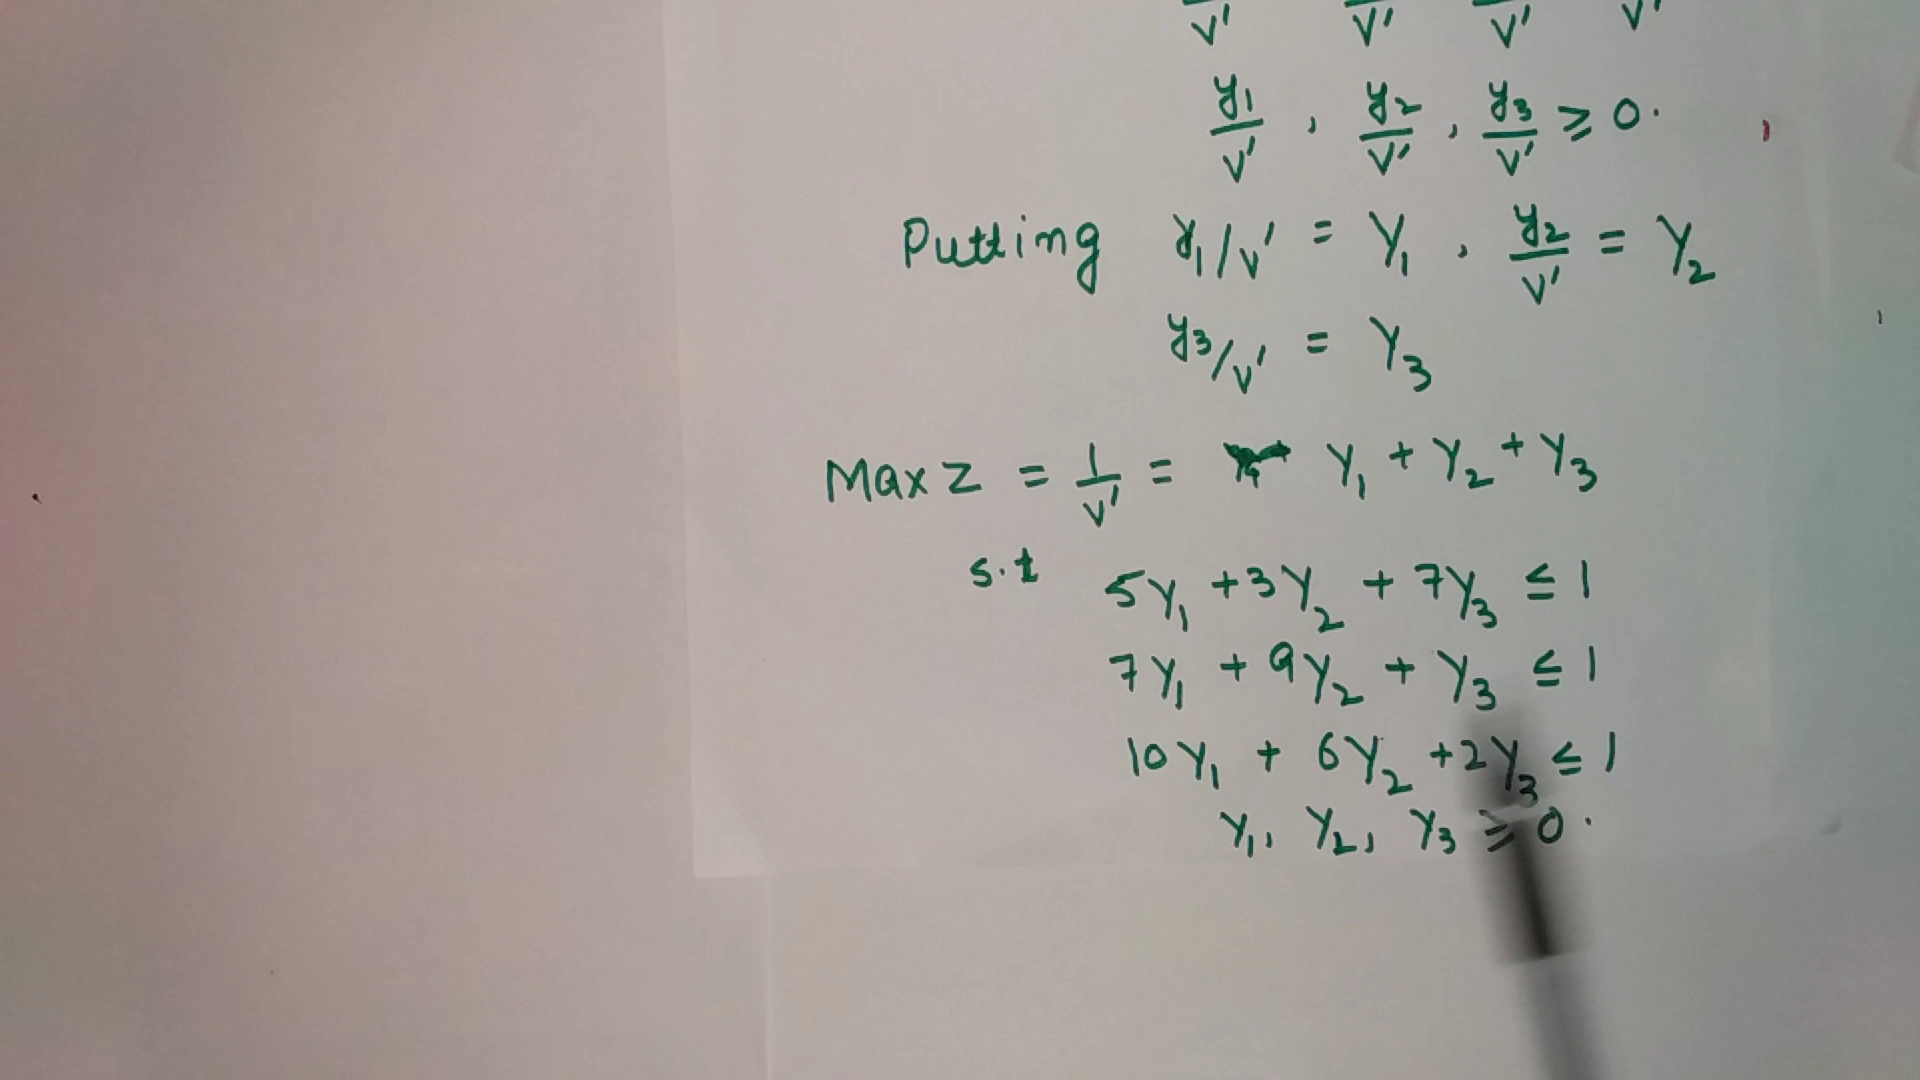 V' V' V' V'
y1/V' , y2/V' , y3/V' ≥ 0.
Putting y1/V' = Y1 , y2/V' = Y2
y3/V' = Y3
Max Z = 1/V' = Y1 + Y2 + Y3
s.t 5Y1 + 3Y2 + 7Y3 ≤ 1
7Y1 + 9Y2 + Y3 ≤ 1
10Y1 + 6Y2 + 2Y3 ≤ 1
Y1, Y2, Y3 ≥ 0.